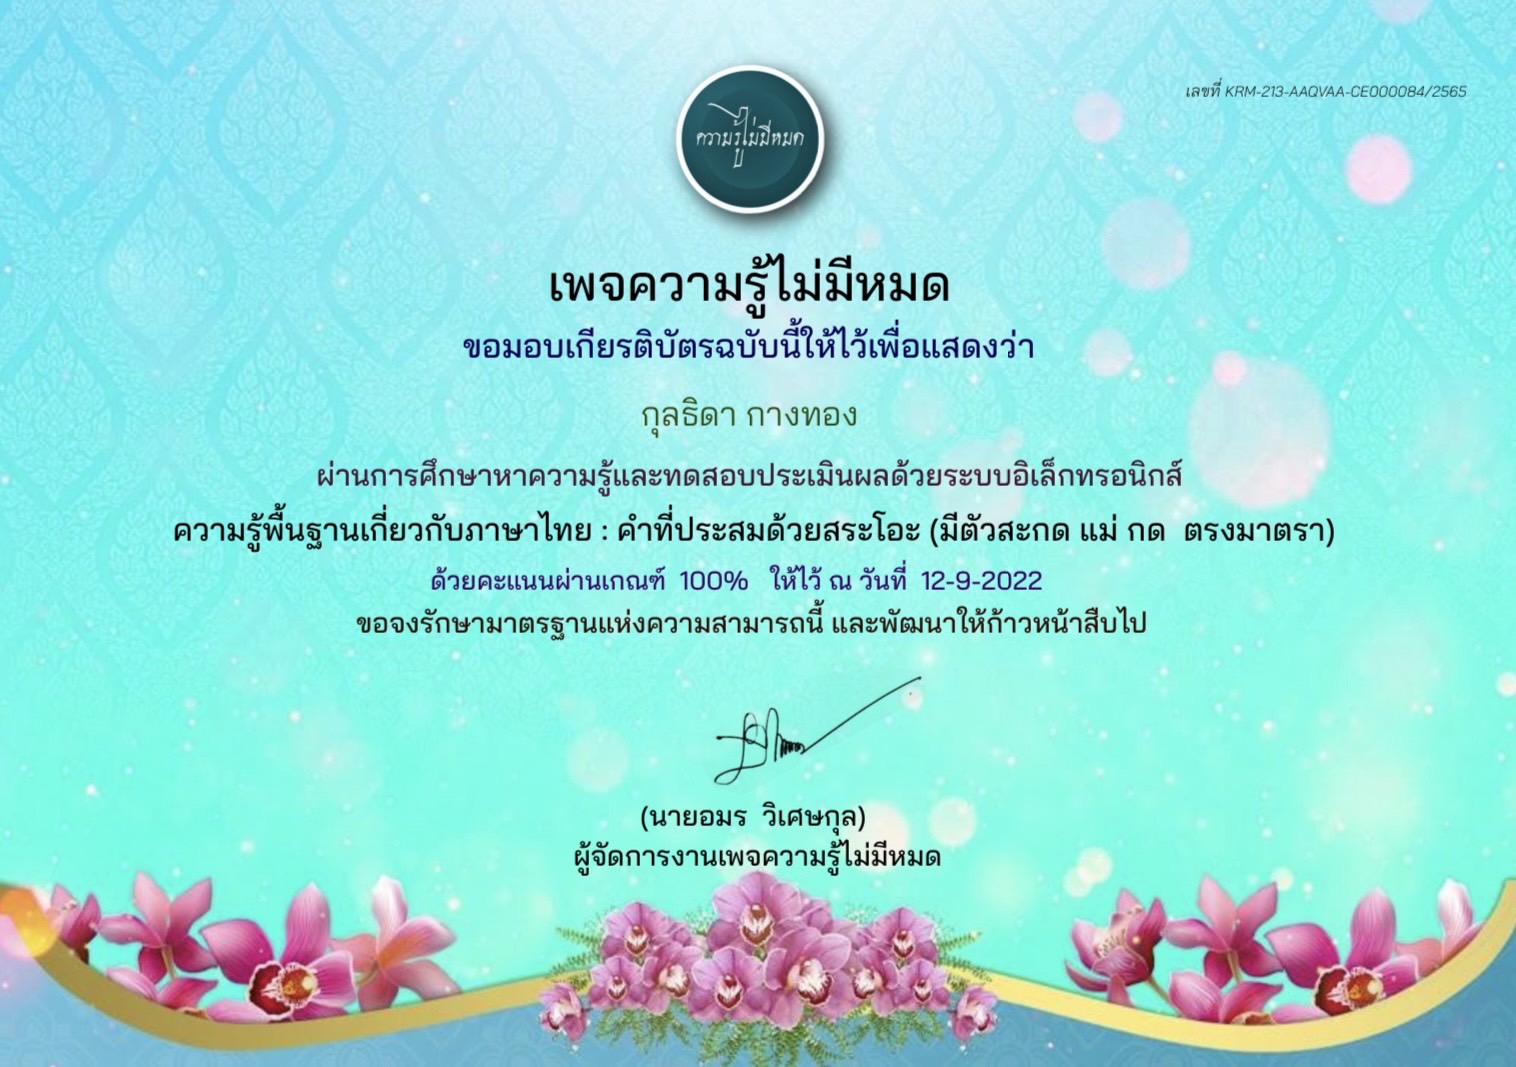 เลขที่ KRM-213-AAQVAA-CE000084/2565
ความรู้ไม่มีหมด
เพจความรู้ไม่มีหมด
ขอมอบเกียรติบัตรฉบับนี้ให้ไว้เพื่อแสดงว่า
กุลธิดา กางทอง
ผ่านการศึกษาหาความรู้และทดสอบประเมินผลด้วยระบบอิเล็กทรอนิกส์
ความรู้พื้นฐานเกี่ยวกับภาษาไทย : คำที่ประสมด้วยสระโอะ (มีตัวสะกด แม่ กด ตรงมาตรา)
ด้วยคะแนนผ่านเกณฑ์ 100% ให้ไว้ ณ วันที่ 12-9-2022
ขอจงรักษามาตรฐานแห่งความสามารถนี้ และพัฒนาให้ก้าวหน้าสืบไป
(นายอมร วิเศษกุล)
ผู้จัดการงานเพจความรู้ไม่มีหมด